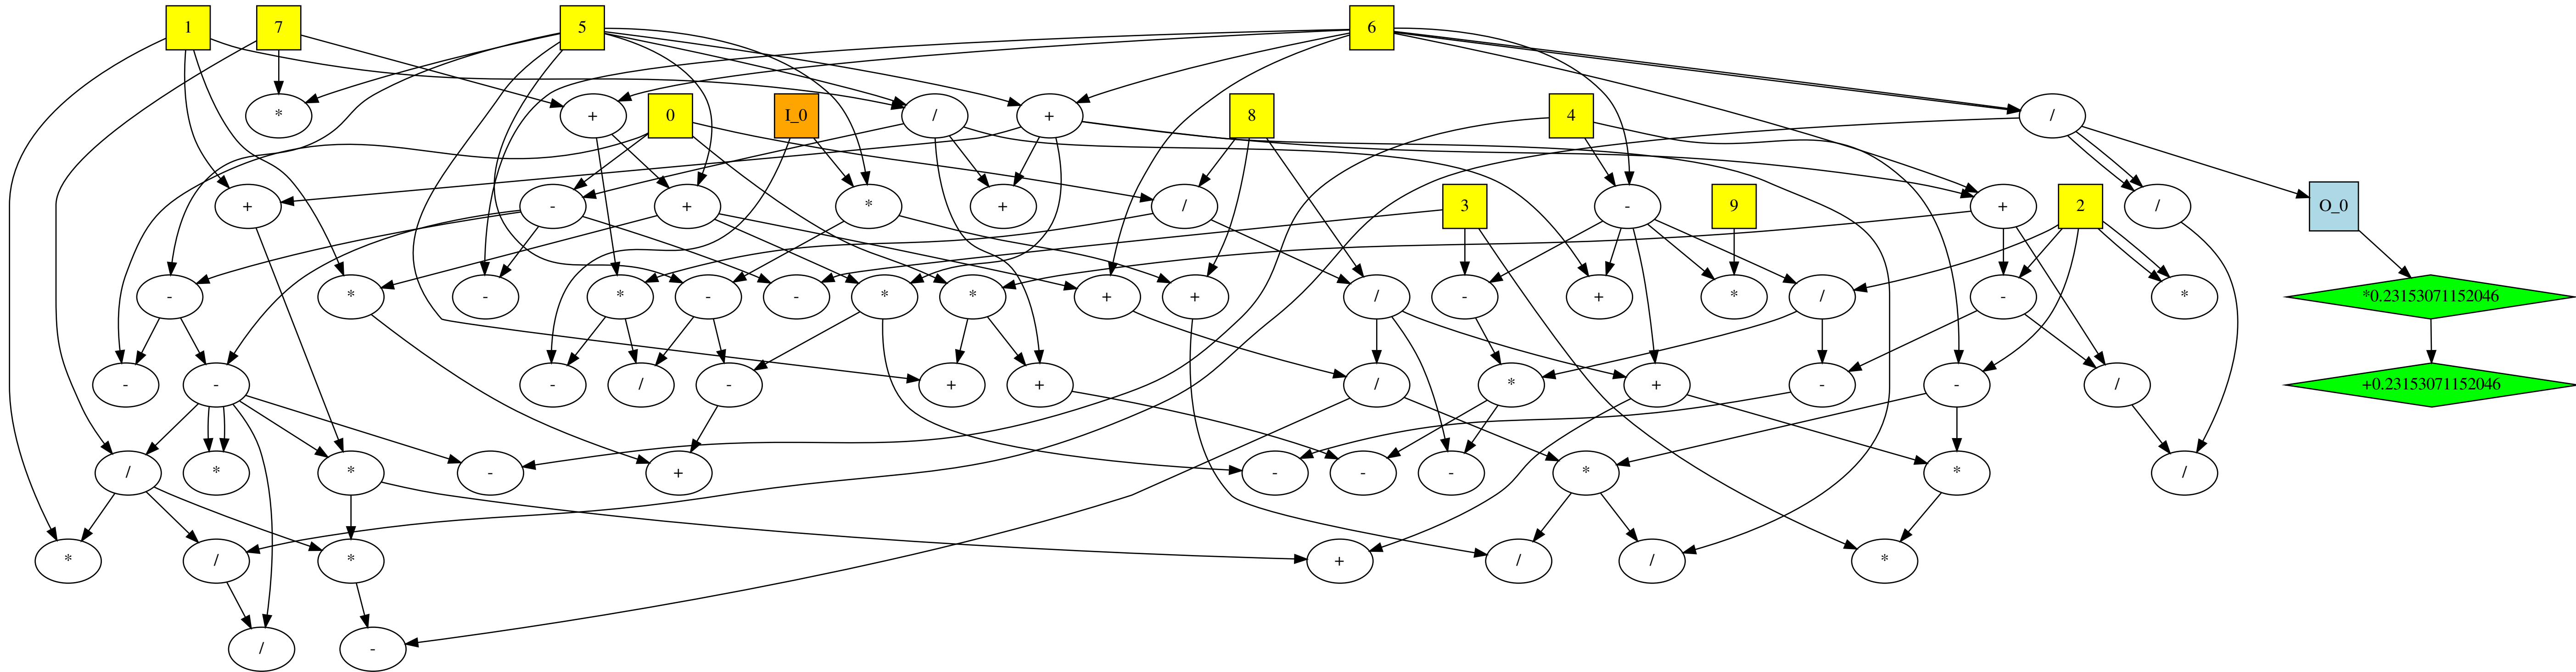 1 7 5 6
* + 0 I_0 / + 8 4 /
+ - + * + / 3 - 9 + 2 / O_0
- * - * - - * * + + / - + * / - * *0.23153071152046
- - - / - + + / * + - - / +0.23153071152046
/ * * - + - - - * * /
* / * + / / *
/ -